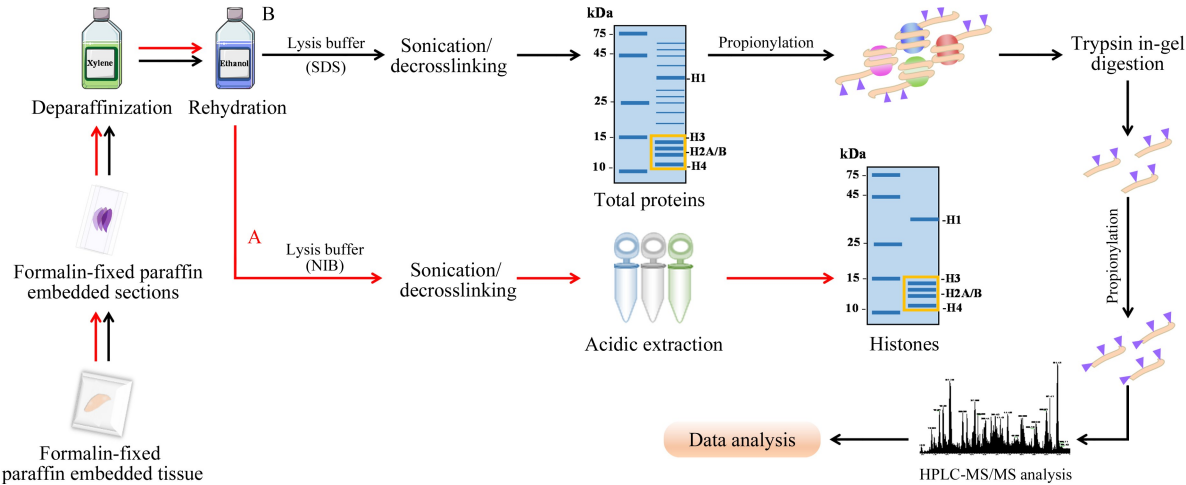 B
Xylene
Ethanol
Deparaffinization
Rehydration
Lysis buffer
(SDS)
Sonication/
decrosslinking
kDa
75
45
25
15
10
-H1
-H3
-H2A/B
-H4
Total proteins
Propionylation
Trypsin in-gel
digestion
Propionylation
A
Lysis buffer
(NIB)
Sonication/
decrosslinking
Acidic extraction
kDa
75
45
25
15
10
-H1
-H3
-H2A/B
-H4
Histones
Formalin-fixed paraffin
embedded sections
Formalin-fixed
paraffin embedded tissue
HPLC-MS/MS analysis
Data analysis